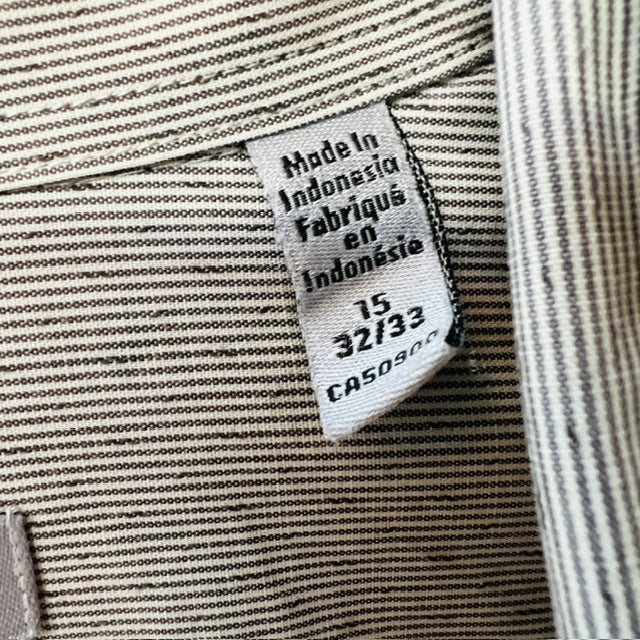 Made In
Indonesia
Fabriqué
en
Indonésie
15
32/33